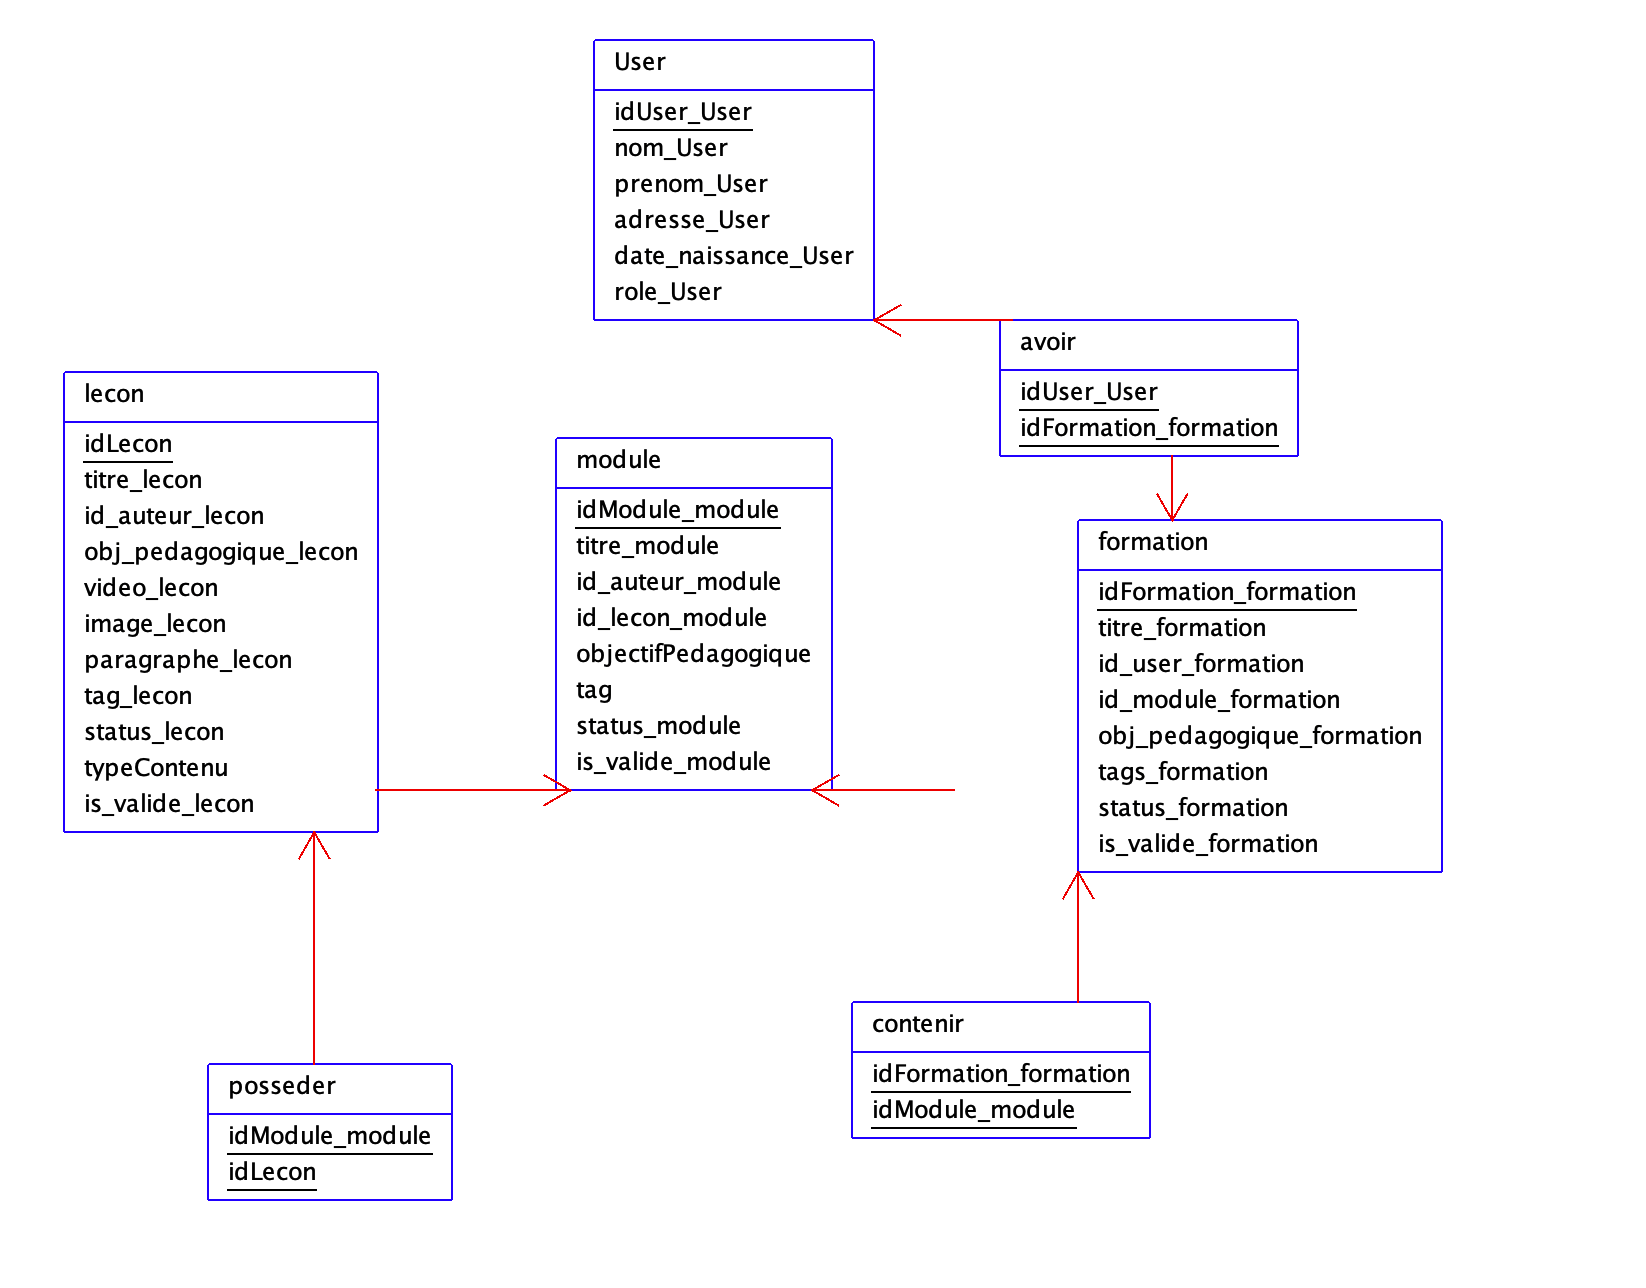 User
idUser_User
nom_User
prenom_User
adresse_User
date_naissance_User
role_User
avoir
idUser_User
idFormation_formation
lecon
idLecon
titre_lecon
id_auteur_lecon
obj_pedagogique_lecon
video_lecon
image_lecon
paragraphe_lecon
tag_lecon
status_lecon
typeContenu
is_valide_lecon
module
idModule_module
titre_module
id_auteur_module
id_lecon_module
objectifPedagogique
tag
status_module
is_valide_module
formation
idFormation_formation
titre_formation
id_user_formation
id_module_formation
obj_pedagogique_formation
tags_formation
status_formation
is_valide_formation
posseder
idModule_module
idLecon
contenir
idFormation_formation
idModule_module